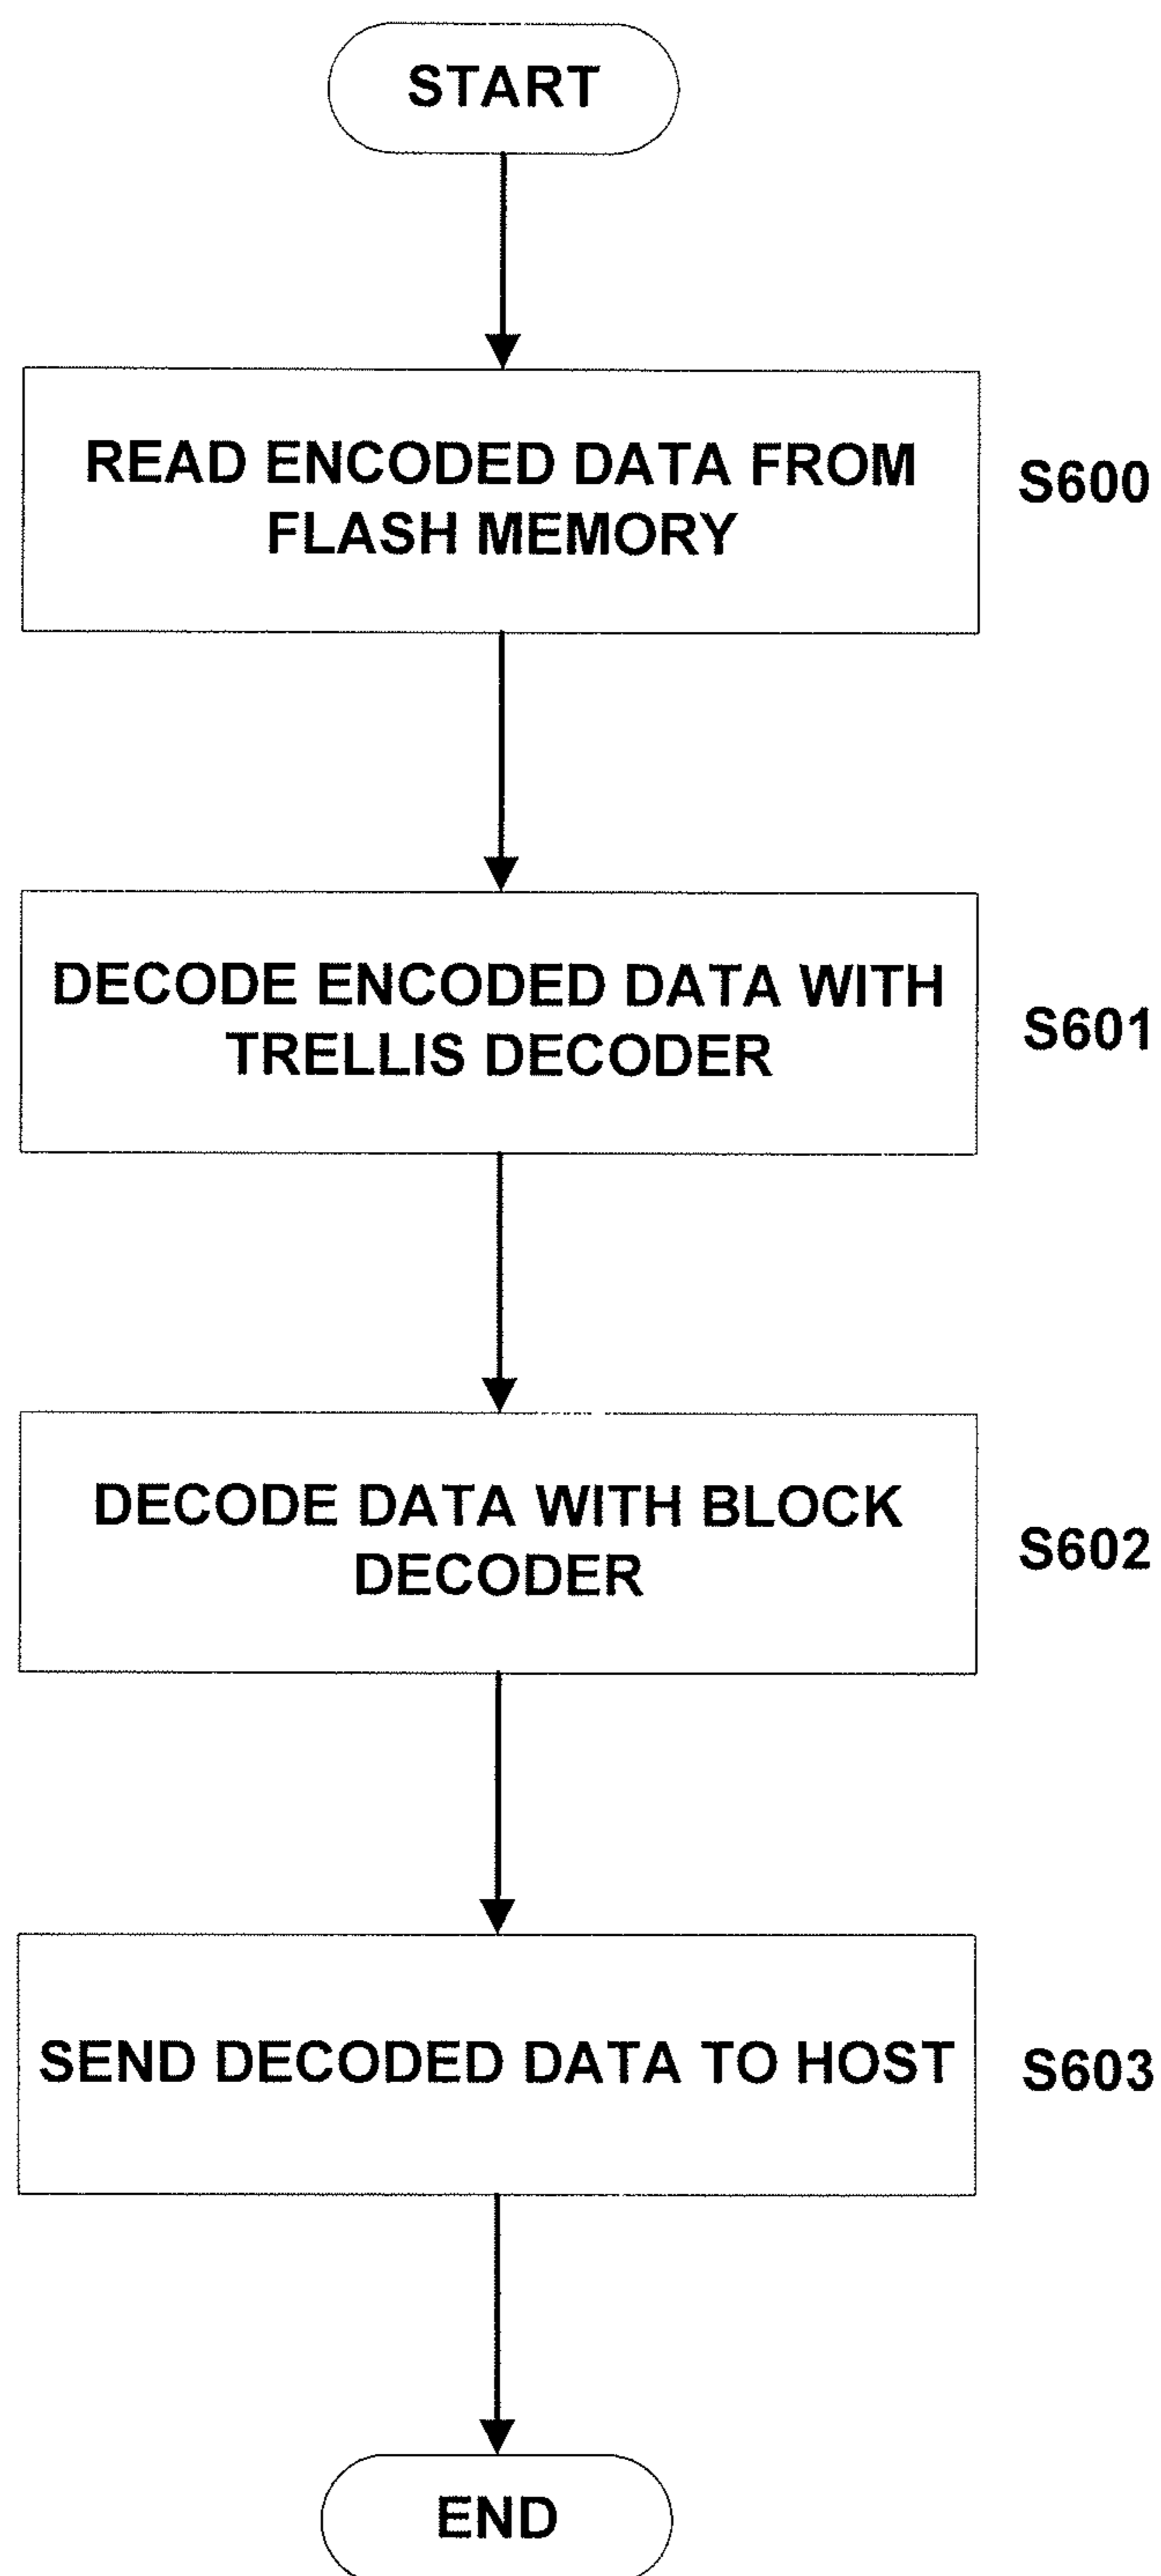 START
READ ENCODED DATA FROM
FLASH MEMORY
S600
DECODE ENCODED DATA WITH
TRELLIS DECODER
S601
DECODE DATA WITH BLOCK
DECODER
S602
SEND DECODED DATA TO HOST
S603
END